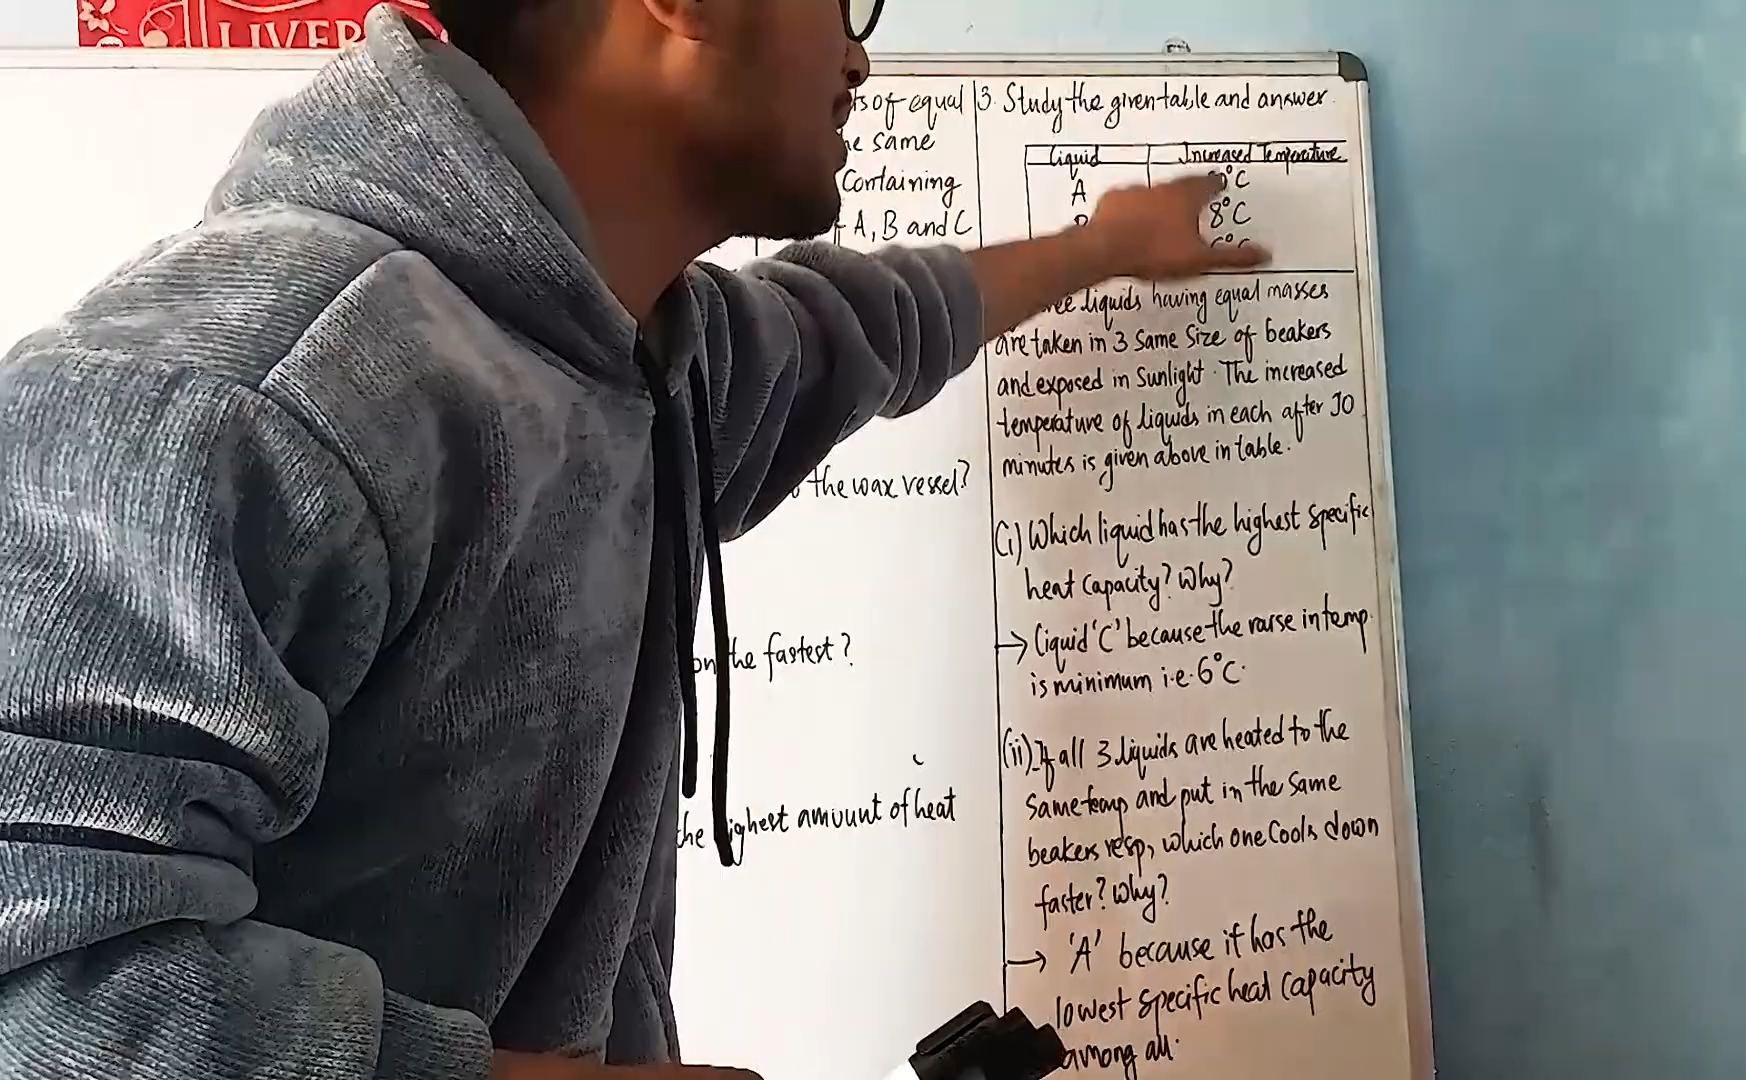 LIVER
ts of equal
same
Containing
A, B and C
the wax vessel?
on the fastest?
the highest amount of heat
3. Study the given table and answer.
Liquid Increased Temperature
A °C
8°C
liquids having equal masses
are taken in 3 Same Size of beakers
and exposed in Sunlight. The increased
temperature of liquids in each after 10
minutes is given above in table.
(i) Which liquid has the highest specific
heat capacity? Why?
→ liquid 'C' because the rarse in temp.
is minimum i.e. 6°C.
(ii) If all 3 liquids are heated to the
same temp and put in the same
beakers resp, which one Cools down
faster? Why?
→ 'A' because it has the
lowest specific heat capacity
among all.